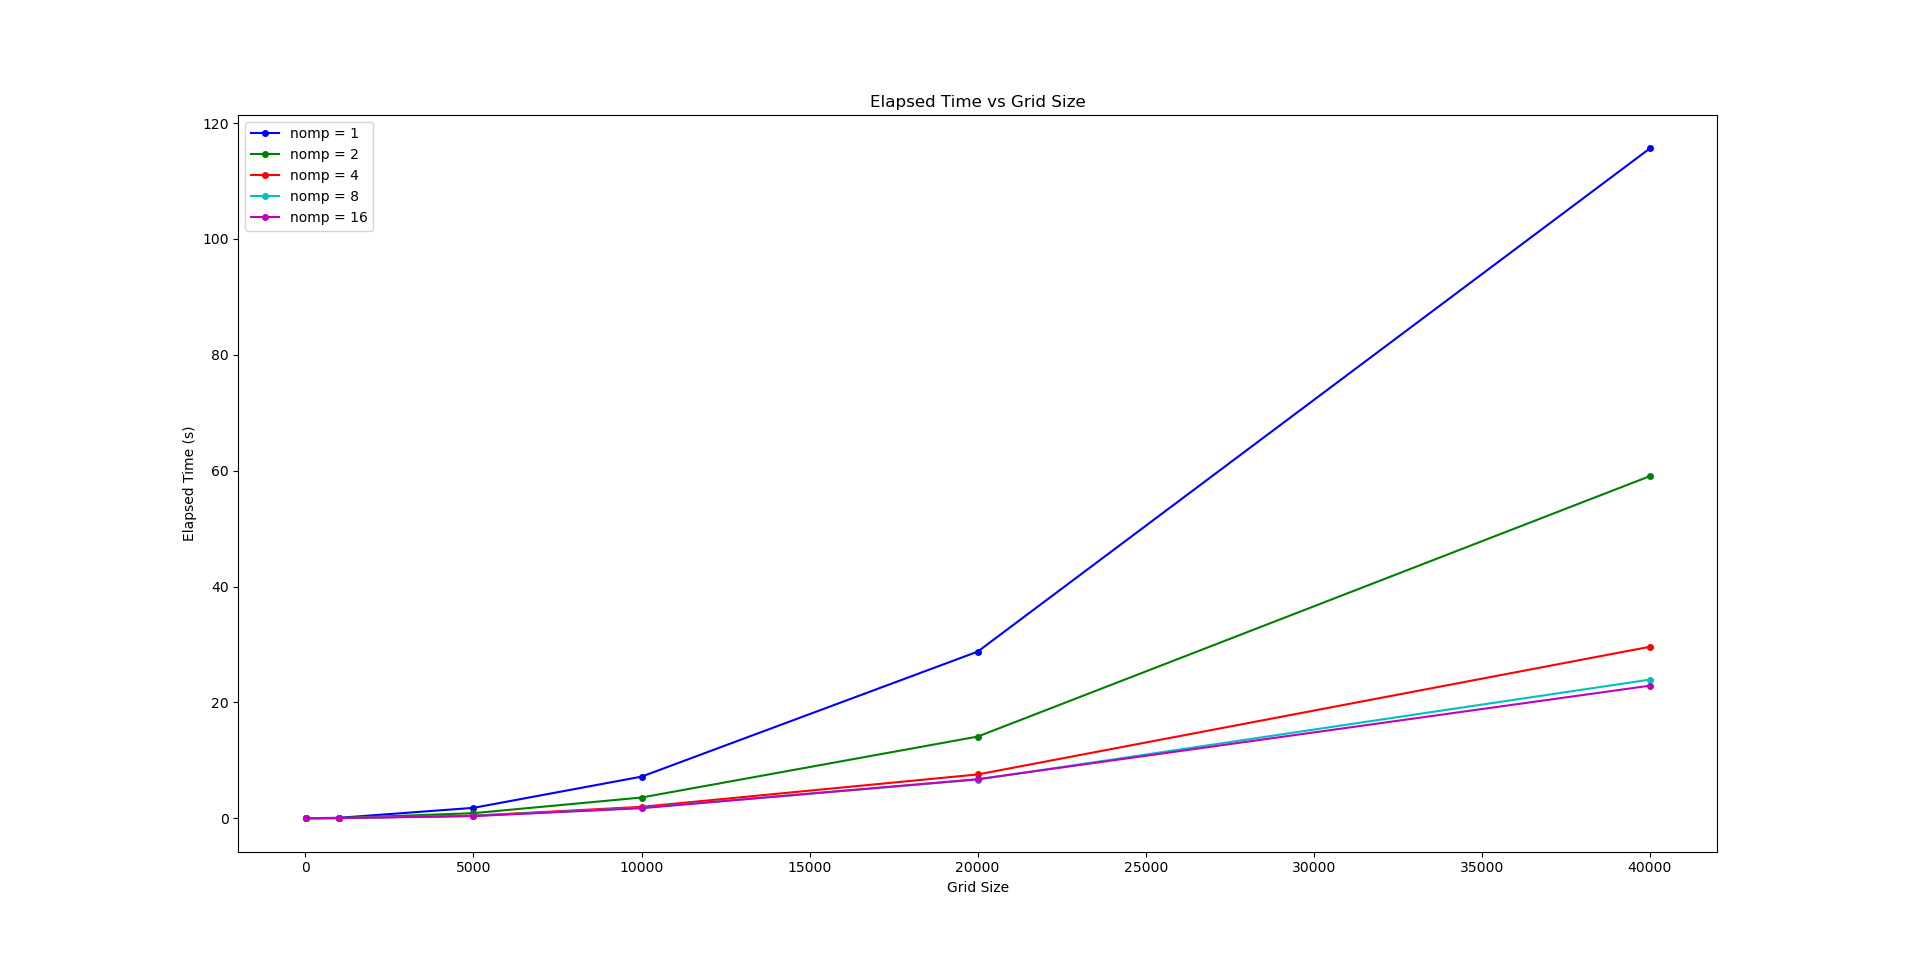 Elapsed Time vs Grid Size
120
100
80
60
40
20
0
Elapsed Time (s)
nomp = 1
nomp = 2
nomp = 4
nomp = 8
nomp = 16
0 5000 10000 15000 20000 25000 30000 35000 40000
Grid Size